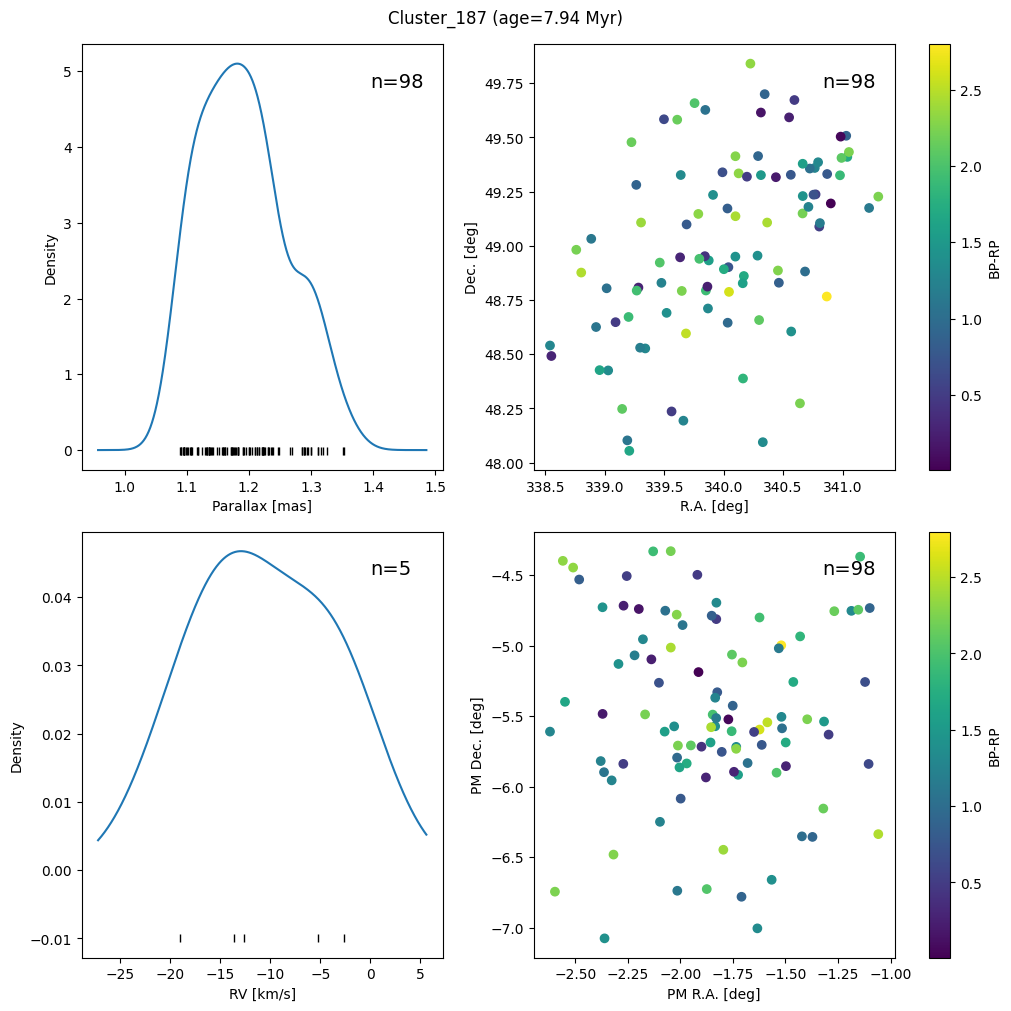 Cluster_187 (age=7.94 Myr)
n=98
Density
5
4
3
2
1
0
1.0 1.1 1.2 1.3 1.4 1.5
Parallax [mas]
n=98
Dec. [deg]
49.75
49.50
49.25
49.00
48.75
48.50
48.25
48.00
338.5 339.0 339.5 340.0 340.5 341.0
R.A. [deg]
2.5
2.0
1.5
1.0
0.5
BP-RP
n=5
Density
0.04
0.03
0.02
0.01
0.00
−0.01
−25 −20 −15 −10 −5 0 5
RV [km/s]
n=98
PM Dec. [deg]
−4.5
−5.0
−5.5
−6.0
−6.5
−7.0
−2.50 −2.25 −2.00 −1.75 −1.50 −1.25 −1.00
PM R.A. [deg]
2.5
2.0
1.5
1.0
0.5
BP-RP